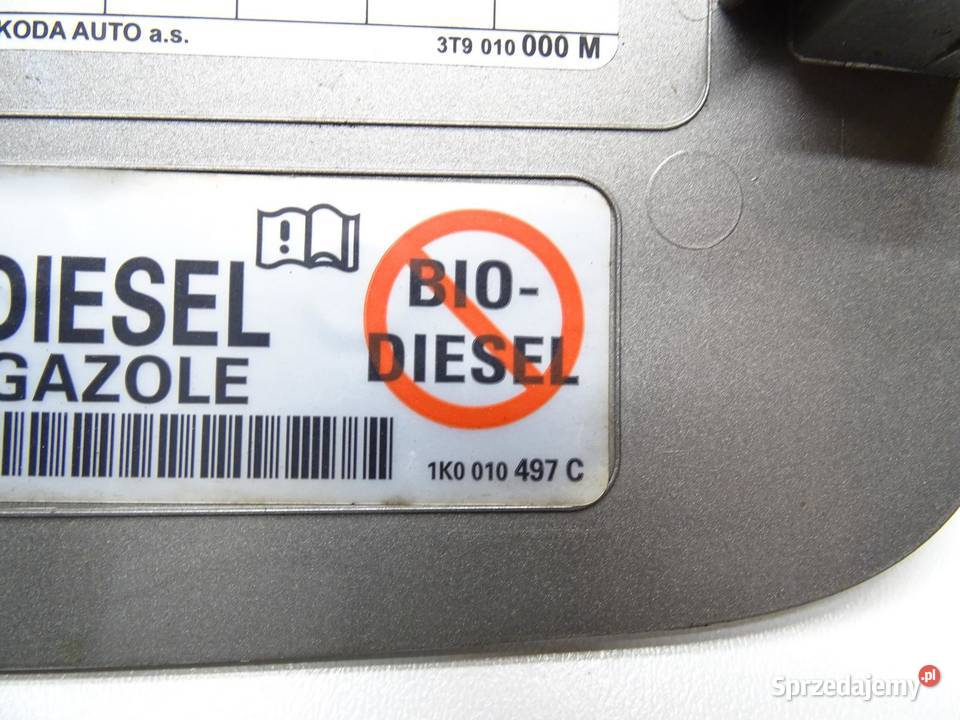 KODA AUTO a.s.
3T9 010 000 M
DIESEL
GAZOLE
!
BIO-
DIESEL
1K0 010 497 C
Sprzedajemy.pl